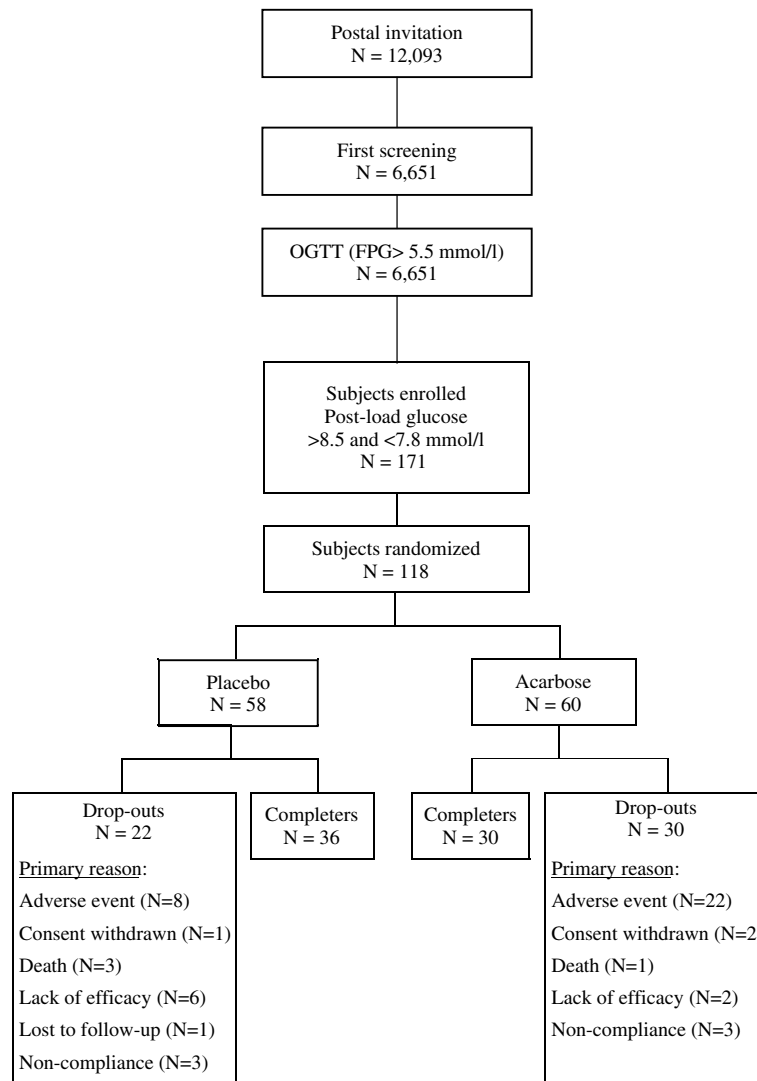 Postal invitation
N = 12,093
First screening
N = 6,651
OGTT (FPG> 5.5 mmol/l)
N = 6,651
Subjects enrolled
Post-load glucose
>8.5 and <7.8 mmol/l
N = 171
Subjects randomized
N = 118
Placebo
N = 58
Acarbose
N = 60
Drop-outs
N = 22
Primary reason:
Adverse event (N=8)
Consent withdrawn (N=1)
Death (N=3)
Lack of efficacy (N=6)
Lost to follow-up (N=1)
Non-compliance (N=3)
Completers
N = 36
Completers
N = 30
Drop-outs
N = 30
Primary reason:
Adverse event (N=22)
Consent withdrawn (N=2
Death (N=1)
Lack of efficacy (N=2)
Non-compliance (N=3)